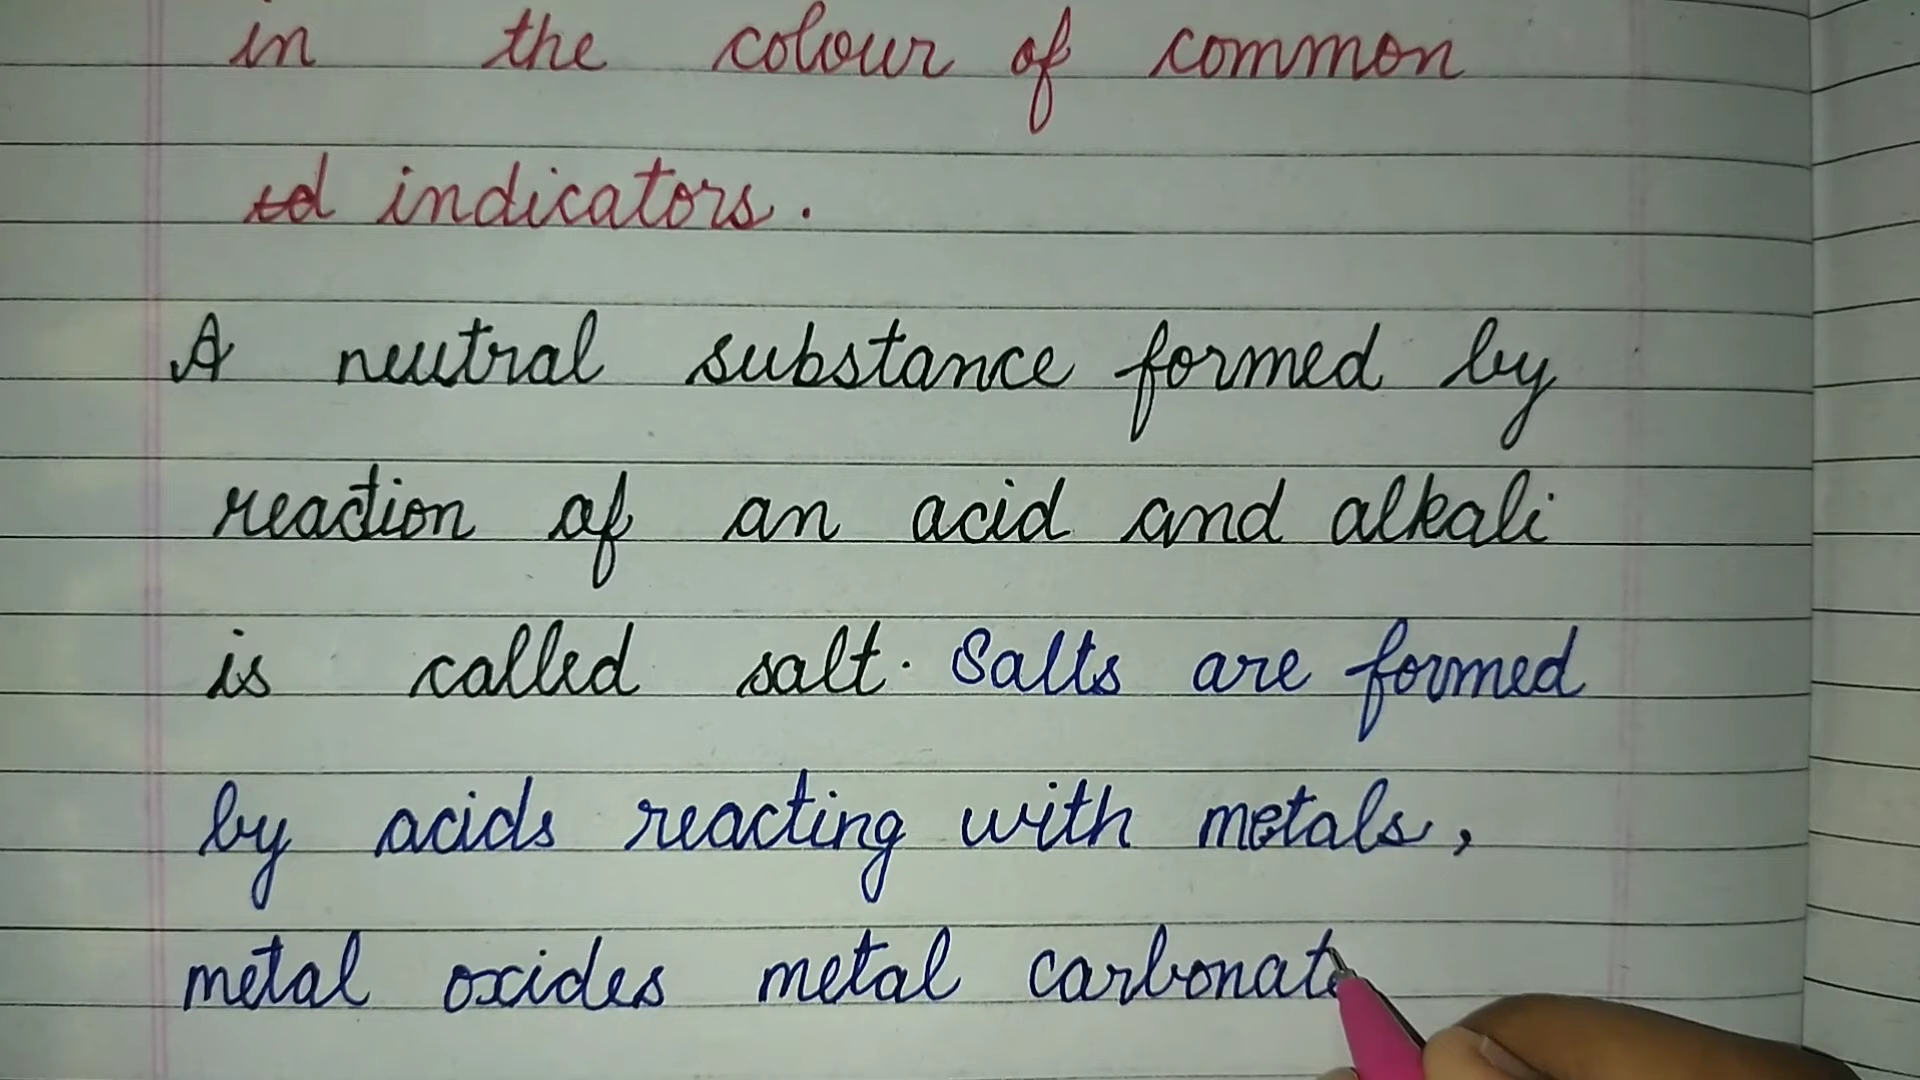 in the colour of common
indicators.
A neutral substance formed by
reaction of an acid and alkali
is called salt. Salts are formed
by acids reacting with metals,
metal oxides metal carbonate